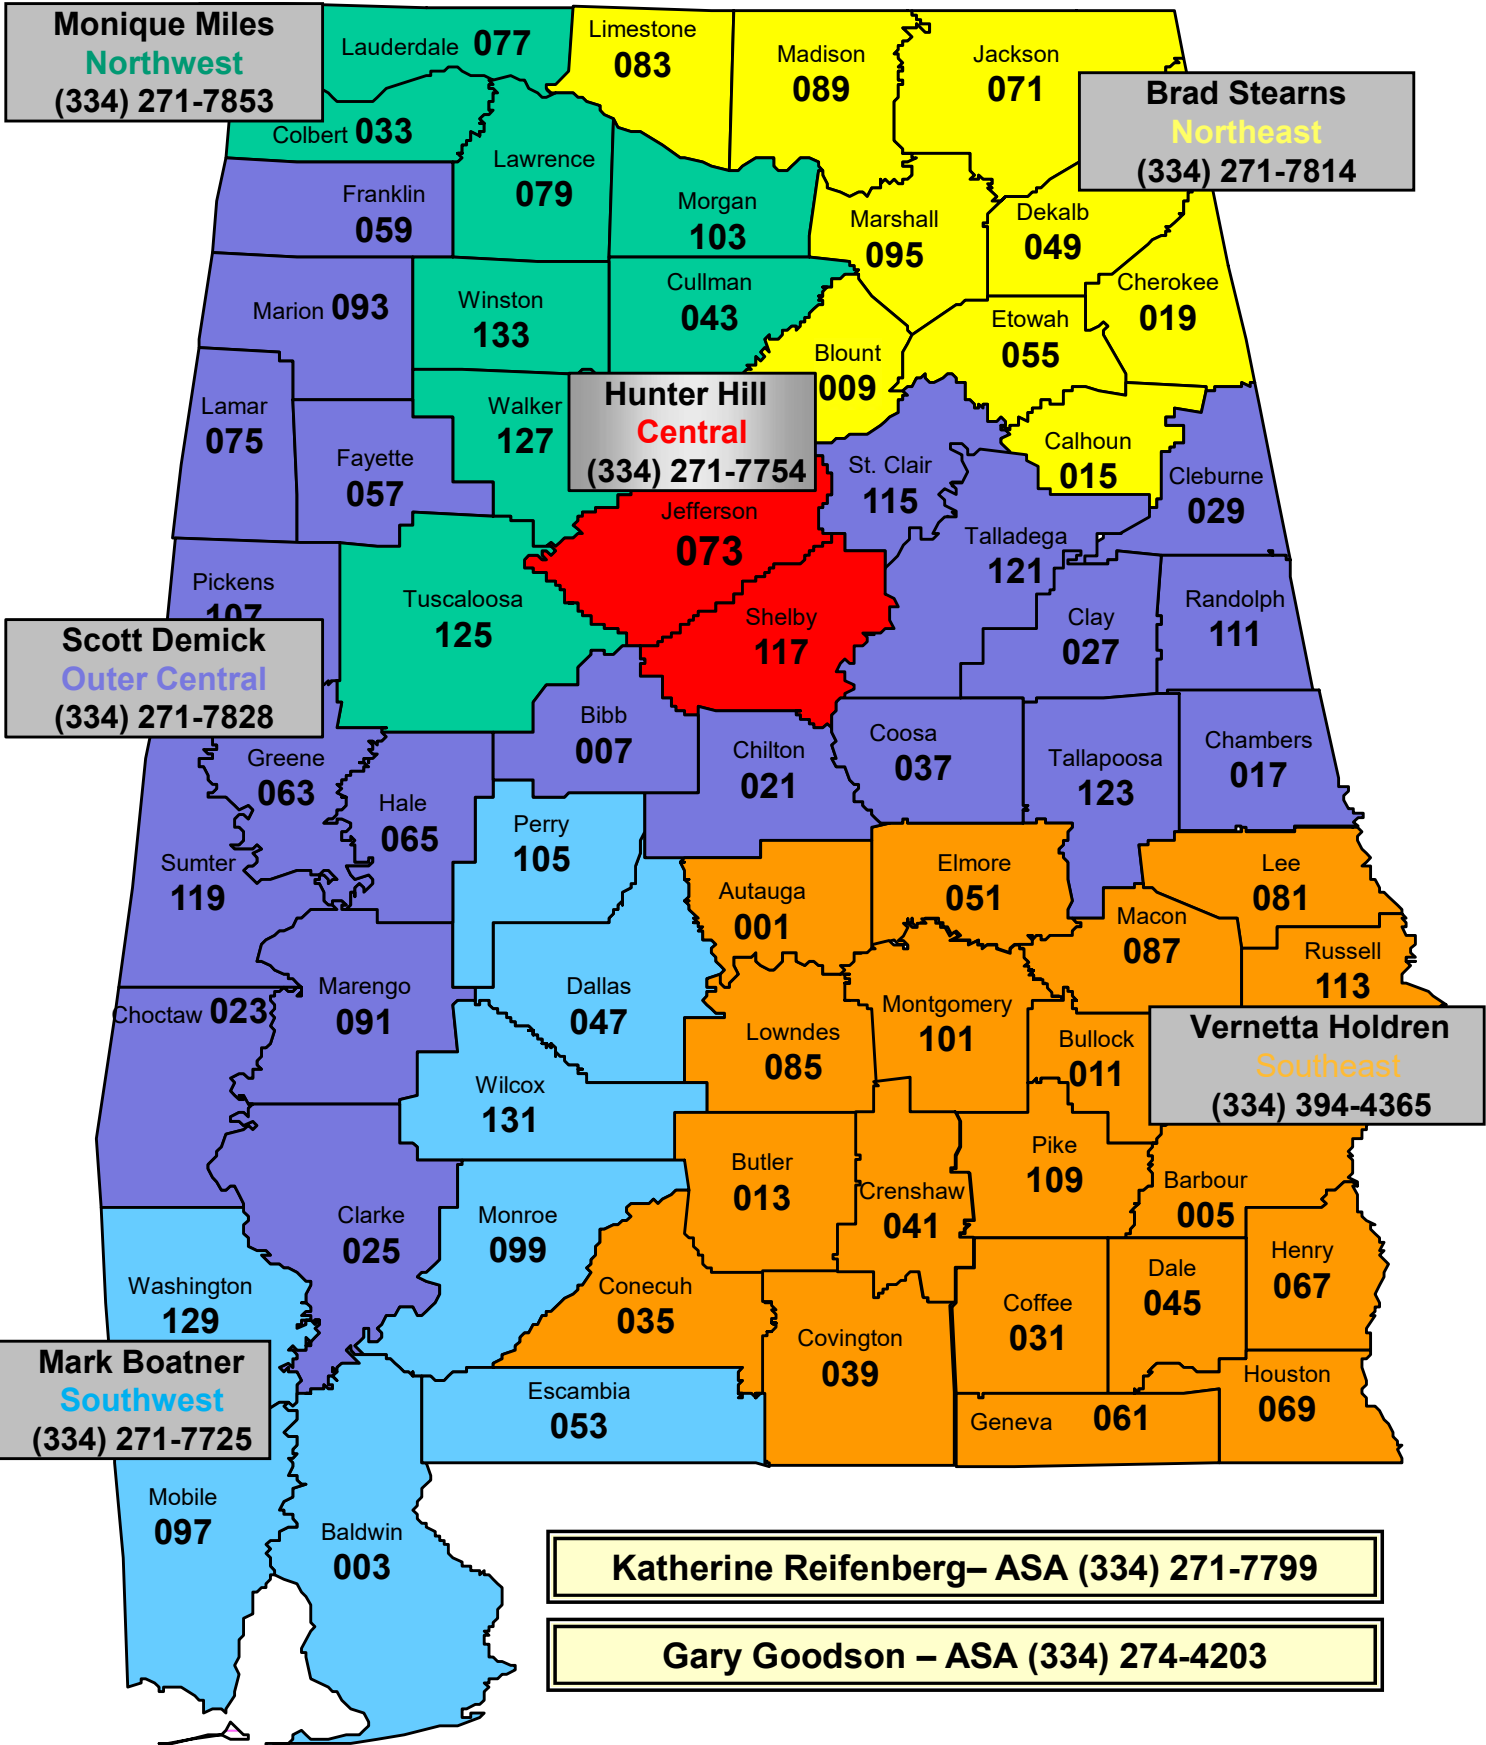 Monique Miles
Northwest
(334) 271-7853
Lauderdale 077
Limestone
083
Madison
089
Jackson
071
Brad Stearns
Northeast
(334) 271-7814
Colbert 033
Lawrence
079
Franklin
059
Morgan
103
Marshall
095
Dekalb
049
Cherokee
019
Marion 093
Winston
133
Cullman
043
Etowah
055
Blount
009
Lamar
075
Fayette
057
Walker
127
Hunter Hill
Central
(334) 271-7754
Calhoun
015
St. Clair
115
Cleburne
029
Jefferson
073
Talladega
121
Pickens
107
Tuscaloosa
125
Shelby
117
Clay
027
Randolph
111
Scott Demick
Outer Central
(334) 271-7828
Bibb
007
Chilton
021
Coosa
037
Tallapoosa
123
Chambers
017
Greene
063
Hale
065
Perry
105
Sumter
119
Autauga
001
Elmore
051
Lee
081
Macon
087
Russell
113
Choctaw 023
Marengo
091
Dallas
047
Lowndes
085
Montgomery
101
Bullock
011
Vernetta Holdren
Southeast
(334) 394-4365
Wilcox
131
Butler
013
Crenshaw
041
Pike
109
Barbour
005
Clarke
025
Monroe
099
Henry
067
Washington
129
Conecuh
035
Covington
039
Coffee
031
Dale
045
Mark Boatner
Southwest
(334) 271-7725
Escambia
053
Geneva 061
Houston
069
Mobile
097
Baldwin
003
Katherine Reifenberg– ASA (334) 271-7799
Gary Goodson – ASA (334) 274-4203